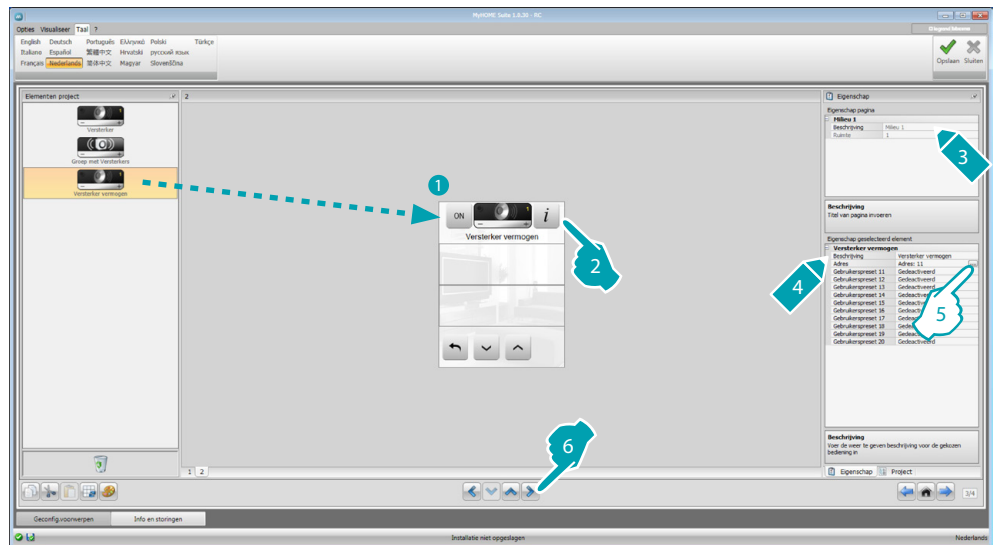 MyHOME Suite 1.0.20 - RC
Opties Visualiseer Taal ?
English Deutsch Português Ελληνικά Polski Türkçe
Italiano Español 繁體中文 Hrvatski русский язык
Français Nederlands 简体中文 Magyar Slovenščina
Opslaan Sluiten
Elementen project
2
Versterker
Groep met Versterkers
Versterker vermogen
1
ON
i
Versterker vermogen
2
Eigenschap
Eigenschap pagina
Milieu 1
Beschrijving Milieu 1
Ruimte 1
3
Beschrijving
Titel van pagina invoeren
Eigenschap geselecteerd element
Versterker vermogen
Beschrijving Versterker vermogen
Adres Adres: 11 ...
Gebruikerspreset 11 Gedeactiveerd
Gebruikerspreset 12 Gedeactiveerd
Gebruikerspreset 13 Gedeactiveerd
Gebruikerspreset 14 Gedeactiveerd
Gebruikerspreset 15 Gedeactiveerd
Gebruikerspreset 16
Gebruikerspreset 17
Gebruikerspreset 18
Gebruikerspreset 19
Gebruikerspreset 20 Gedeactiveerd
4
5
Beschrijving
Voer de weer te geven beschrijving voor de gekozen
bediening in
6
1 2
Eigenschap Project
3/4
Geconfig.voorwerpen Info en storingen
Installatie niet opgeslagen
Nederlands